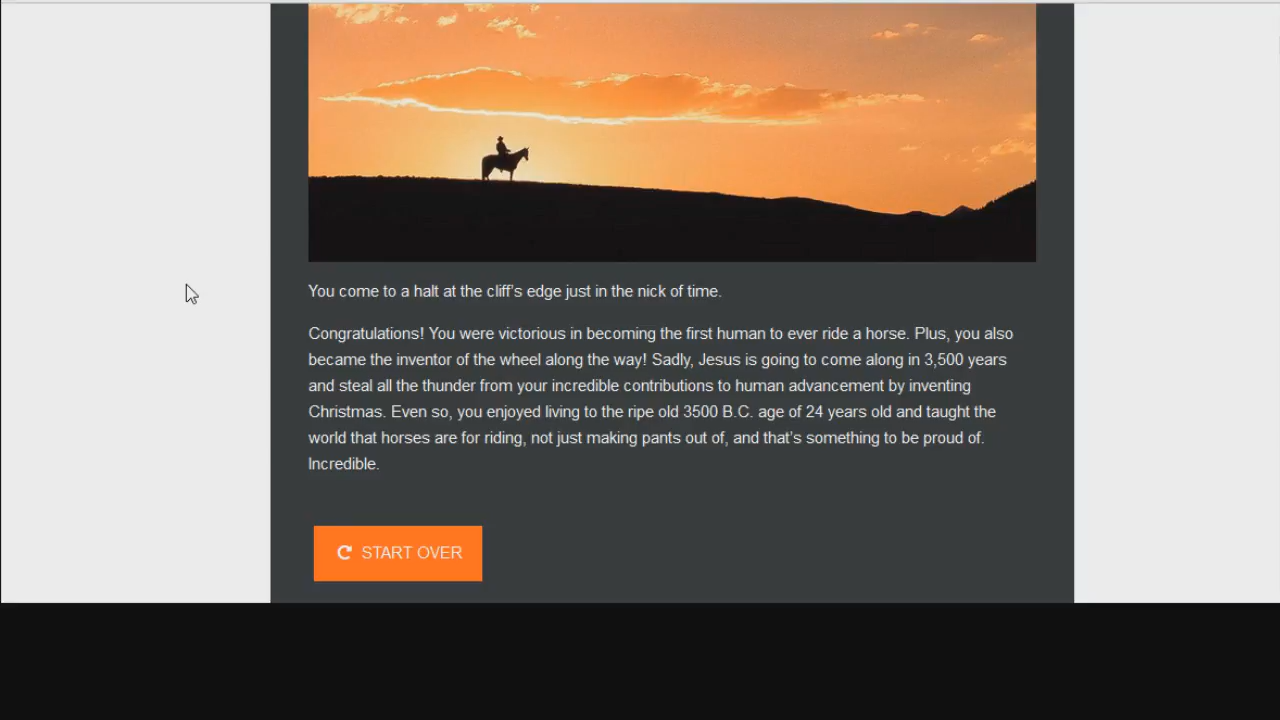 You come to a halt at the cliff’s edge just in the nick of time.
Congratulations! You were victorious in becoming the first human to ever ride a horse. Plus, you also
became the inventor of the wheel along the way! Sadly, Jesus is going to come along in 3,500 years
and steal all the thunder from your incredible contributions to human advancement by inventing
Christmas. Even so, you enjoyed living to the ripe old 3500 B.C. age of 24 years old and taught the
world that horses are for riding, not just making pants out of, and that’s something to be proud of.
Incredible.
START OVER